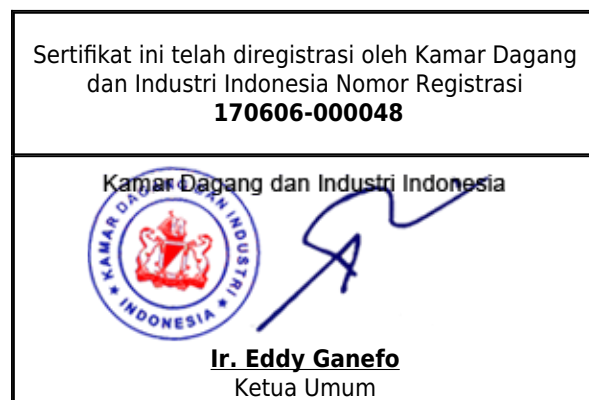 Sertifikat ini telah diregistrasi oleh Kamar Dagang
dan Industri Indonesia Nomor Registrasi
170606-000048
Kamar Dagang dan Industri Indonesia
KAMAR DAGANG DAN INDUSTRI
INDONESIA
Ir. Eddy Ganefo
Ketua Umum